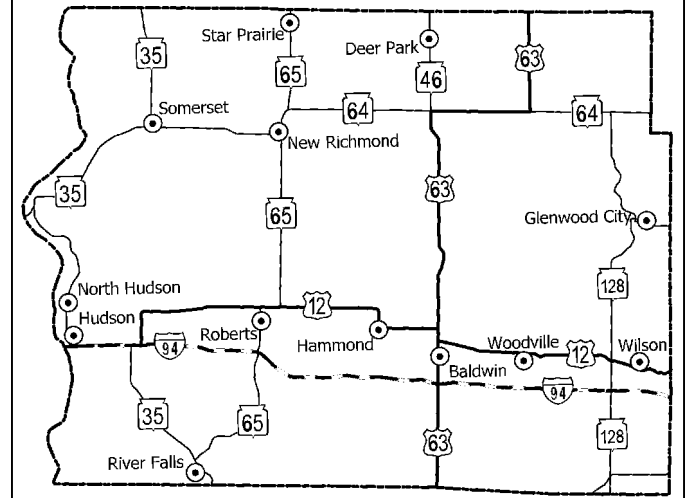 Star Prairie
Deer Park
35
63
65
46
Somerset
64
64
New Richmond
35
63
65
Glenwood City
North Hudson
128
12
Hudson
Roberts
Hammond
Woodville
12
Wilson
94
Baldwin
94
35
65
63
128
River Falls